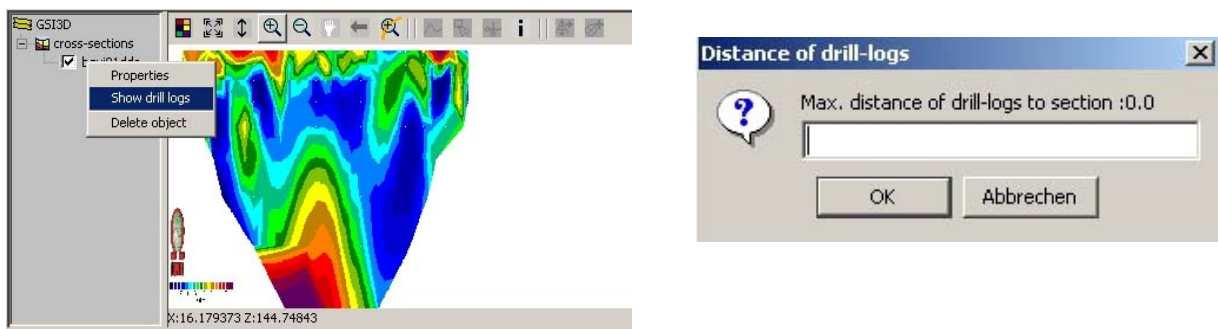 GSI3D
cross-sections
Properties
Show drill logs
Delete object
i
X:16.179373 Z:144.74843
Distance of drill-logs
Max. distance of drill-logs to section :0.0
OK
Abbrechen